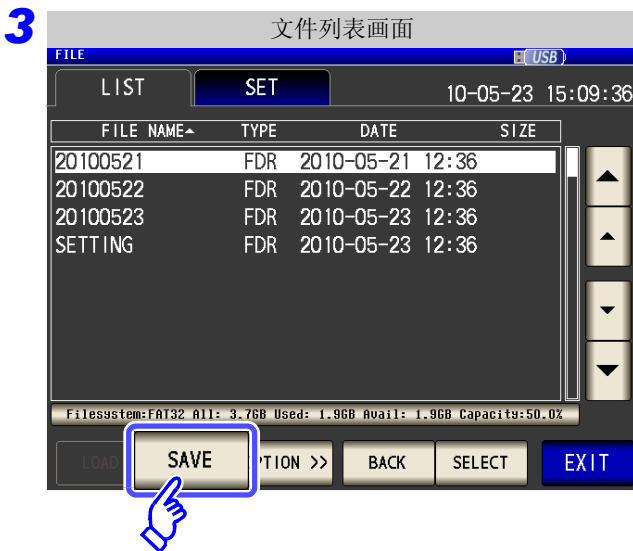 3
文件列表画面
FILE USB
LIST SET 10-05-23 15:09:36
FILE NAME▲ TYPE DATE SIZE
20100521 FDR 2010-05-21 12:36
20100522 FDR 2010-05-22 12:36
20100523 FDR 2010-05-23 12:36
SETTING FDR 2010-05-23 12:36
Filesystem:FAT32 All: 3.7GB Used: 1.9GB Avail: 1.9GB Capacity:50.0%
LOAD SAVE PTION >> BACK SELECT EXIT